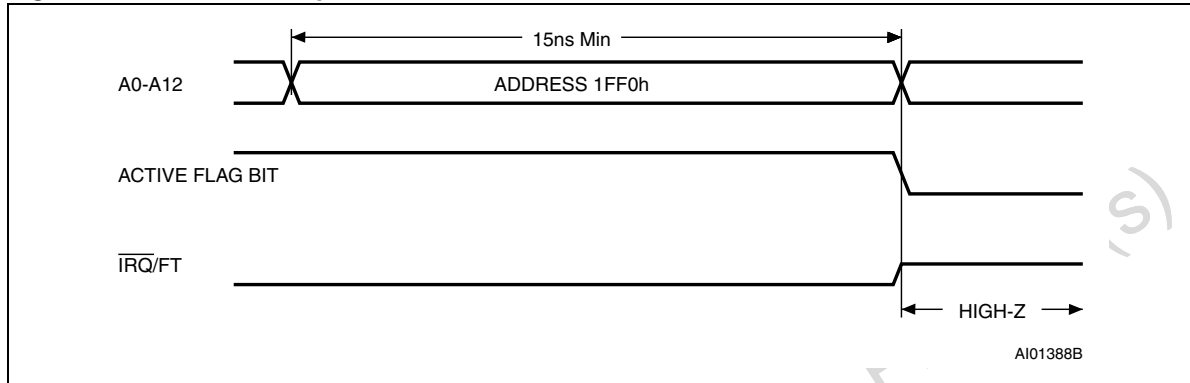 15ns Min
A0-A12
ADDRESS 1FF0h
ACTIVE FLAG BIT
IRQ/FT
HIGH-Z
AI01388B
(s)